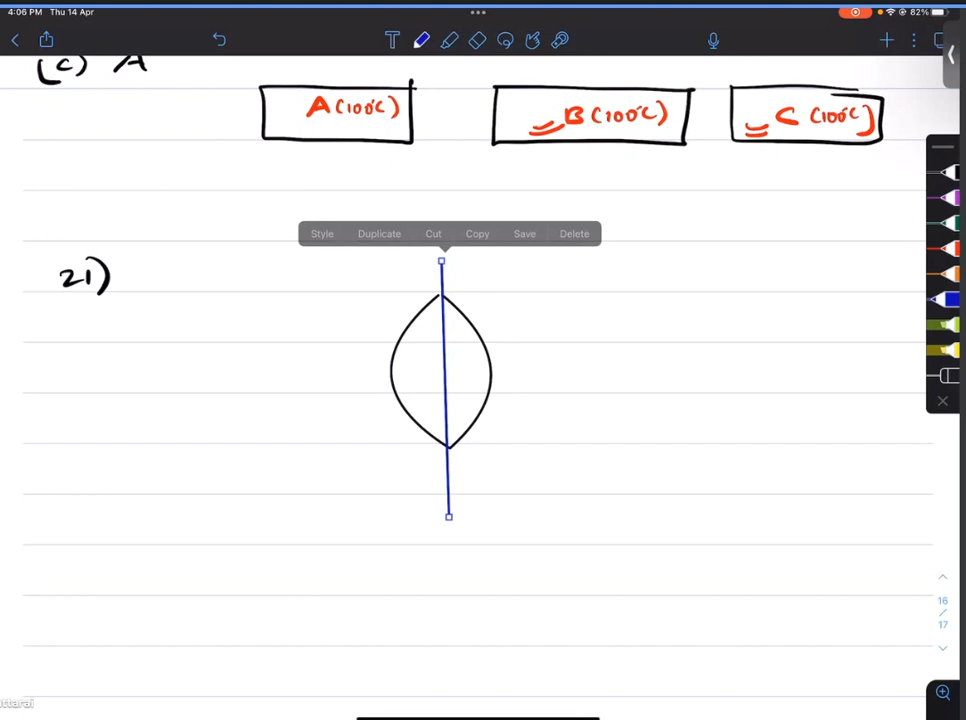 4:06 PM Thu 14 Apr
82%
(c) A
A (100°C)
B (100°C)
C (100°C)
Style Duplicate Cut Copy Save Delete
21)
16
/
17
uttarai